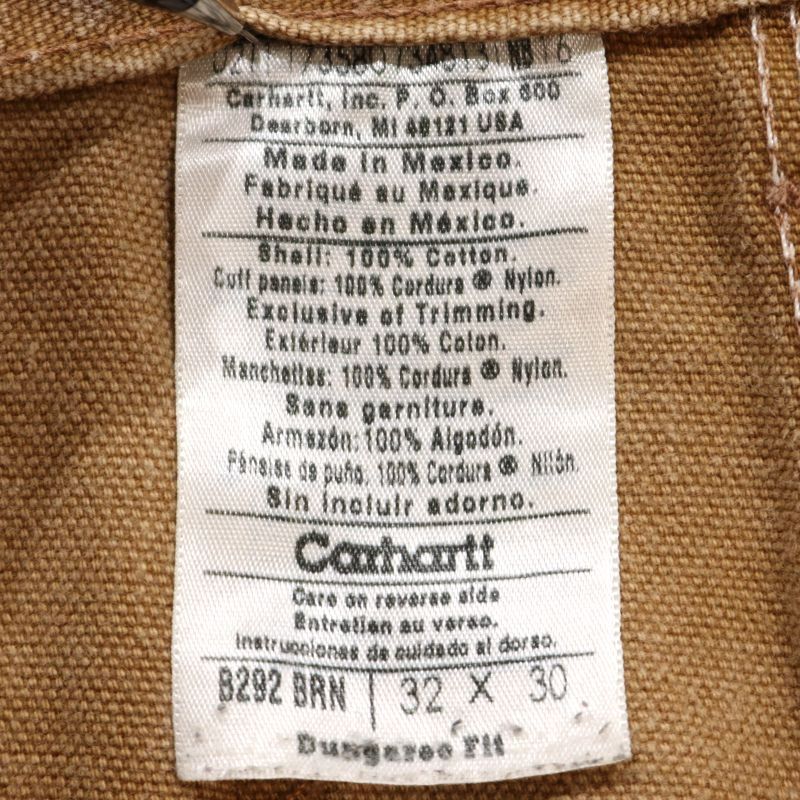 Carhartt, Inc. P. O. Box 600
Dearborn, MI 48121 USA
Made in Mexico.
Fabriqué au Mexique.
Hecho en México.
Shell: 100% Cotton.
Cuff panels: 100% Cordura ® Nylon.
Exclusive of Trimming.
Extérieur 100% Coton.
Manchettes: 100% Cordura ® Nylon.
Sans garniture.
Armazón: 100% Algodón.
Páneles de puño: 100% Cordura ® Nilón.
Sin incluir adorno.
Carhartt
Care on reverse side
Entretien au verso.
Instrucciones de cuidado al dorso.
B292 BRN | 32 X 30
Dungaree Fit